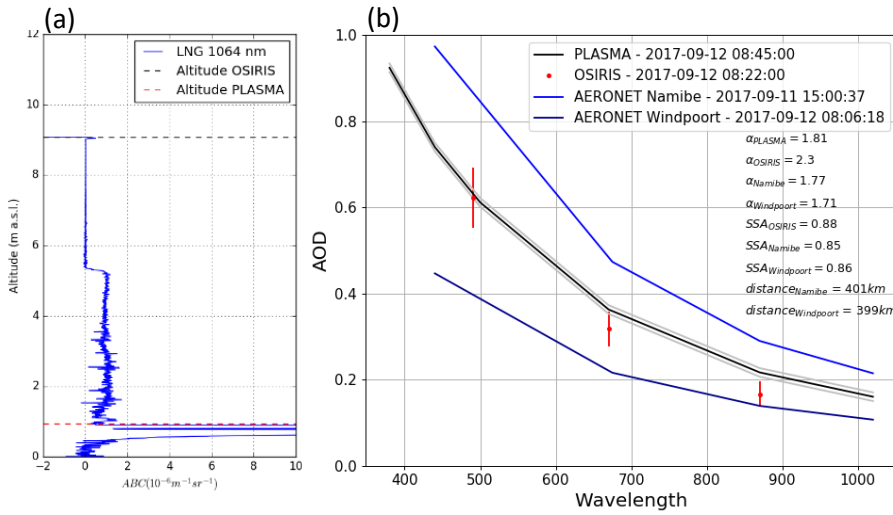 (a)
12
10
8
6
4
2
0
Altitude (m a.s.l.)
LNG 1064 nm
Altitude OSIRIS
Altitude PLASMA
−2
0
2
4
6
8
10
ABC(10⁻⁶m⁻¹sr⁻¹)
(b)
1.0
0.8
0.6
0.4
0.2
0.0
AOD
PLASMA - 2017-09-12 08:45:00
OSIRIS - 2017-09-12 08:22:00
AERONET Namibe - 2017-09-11 15:00:37
AERONET Windpoort - 2017-09-12 08:06:18
α_PLASMA = 1.81
α_OSIRIS = 2.3
α_Namibe = 1.77
α_Windpoort = 1.71
SSA_OSIRIS = 0.88
SSA_Namibe = 0.85
SSA_Windpoort = 0.86
distance_Namibe = 401km
distance_Windpoort = 399km
400
500
600
700
800
900
1000
Wavelength